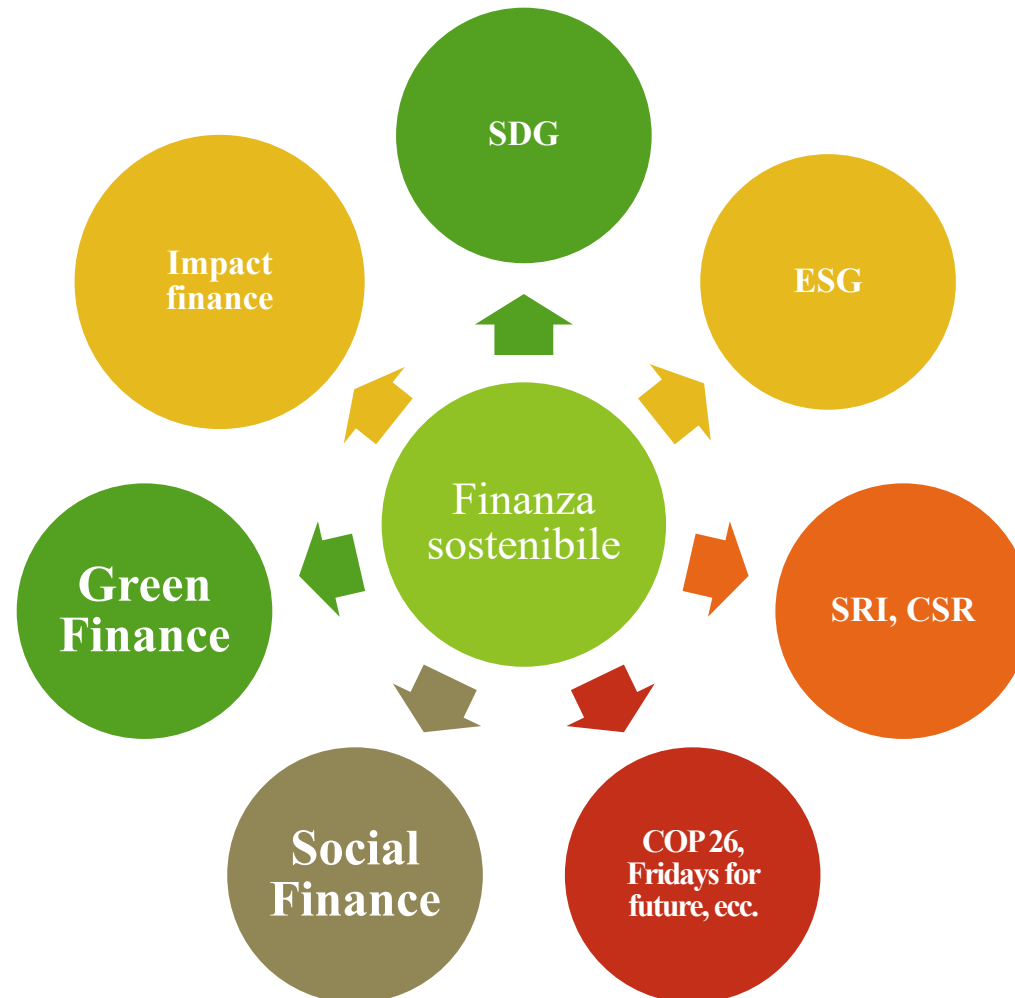 SDG
Impact
finance
ESG
Finanza
sostenibile
Green
Finance
SRI, CSR
Social
Finance
COP 26,
Fridays for
future, ecc.